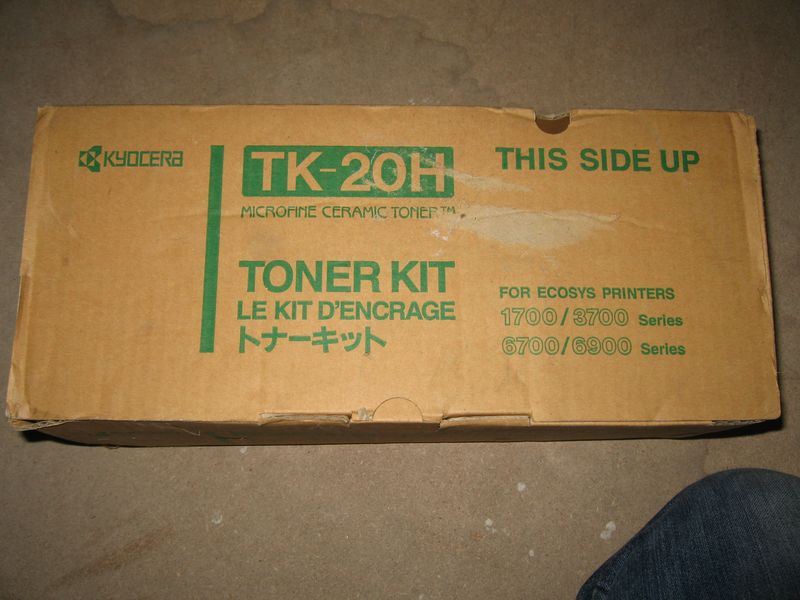 KYOCERA
TK-20H
MICROFINE CERAMIC TONER™
TONER KIT
LE KIT D'ENCRAGE
トナーキット
THIS SIDE UP
FOR ECOSYS PRINTERS
1700/3700 Series
6700/6900 Series